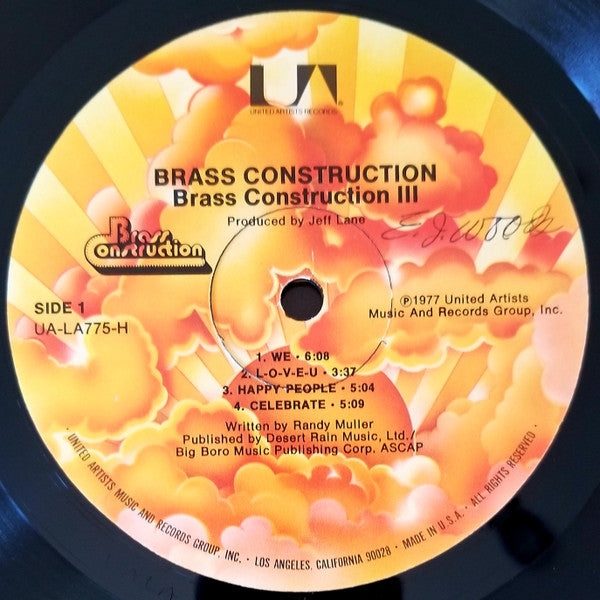 UA
UNITED ARTISTS RECORDS®
BRASS CONSTRUCTION
Brass Construction III
Produced by Jeff Lane
E.J. WOODS
Brass
Construction
SIDE 1
UA-LA775-H
Ⓟ1977 United Artists
Music And Records Group, Inc.
1. WE • 6:08
2. L-O-V-E-U • 3:37
3. HAPPY PEOPLE • 5:04
4. CELEBRATE • 5:09
Written by Randy Muller
Published by Desert Rain Music, Ltd./
Big Boro Music Publishing Corp. ASCAP
• UNITED ARTISTS MUSIC AND RECORDS GROUP, INC. • LOS ANGELES, CALIFORNIA 90028 • MADE IN U.S.A. • ALL RIGHTS RESERVED •